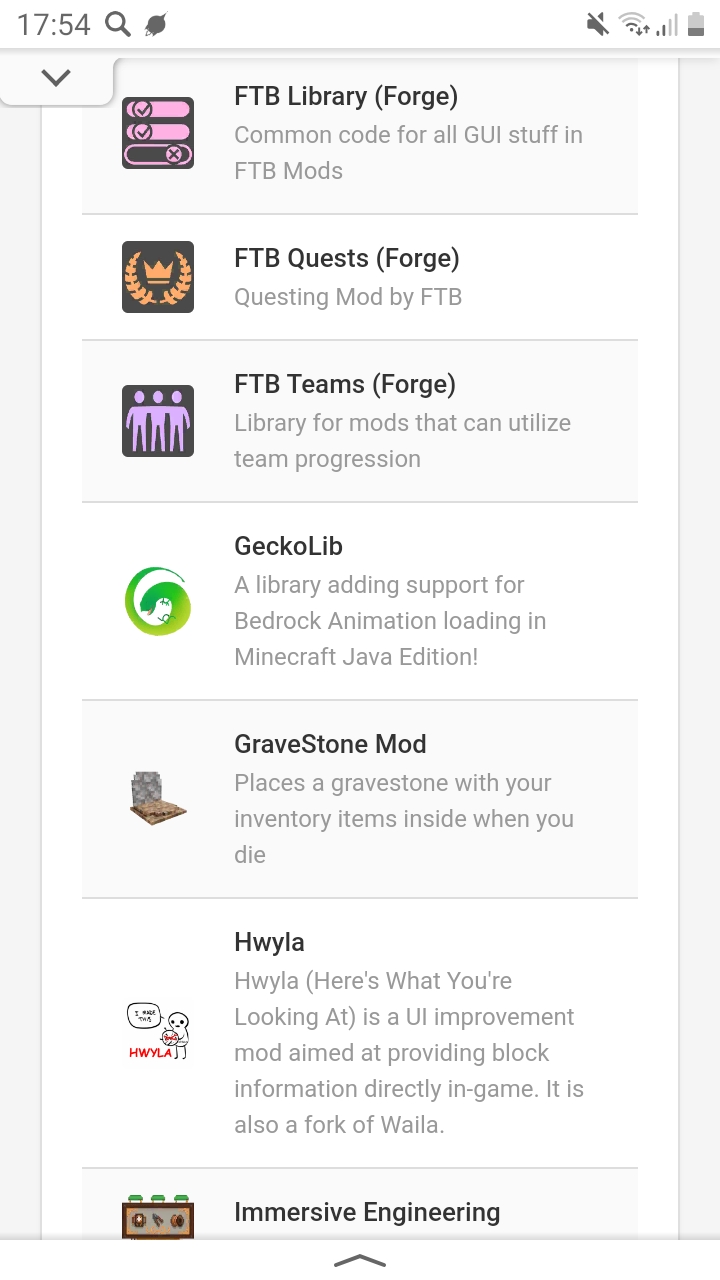 17:54
FTB Library (Forge)
Common code for all GUI stuff in
FTB Mods
FTB Quests (Forge)
Questing Mod by FTB
FTB Teams (Forge)
Library for mods that can utilize
team progression
GeckoLib
A library adding support for
Bedrock Animation loading in
Minecraft Java Edition!
GraveStone Mod
Places a gravestone with your
inventory items inside when you
die
Hwyla
Hwyla (Here's What You're
Looking At) is a UI improvement
mod aimed at providing block
information directly in-game. It is
also a fork of Waila.
I MADE
THIS
HWYLA
Immersive Engineering